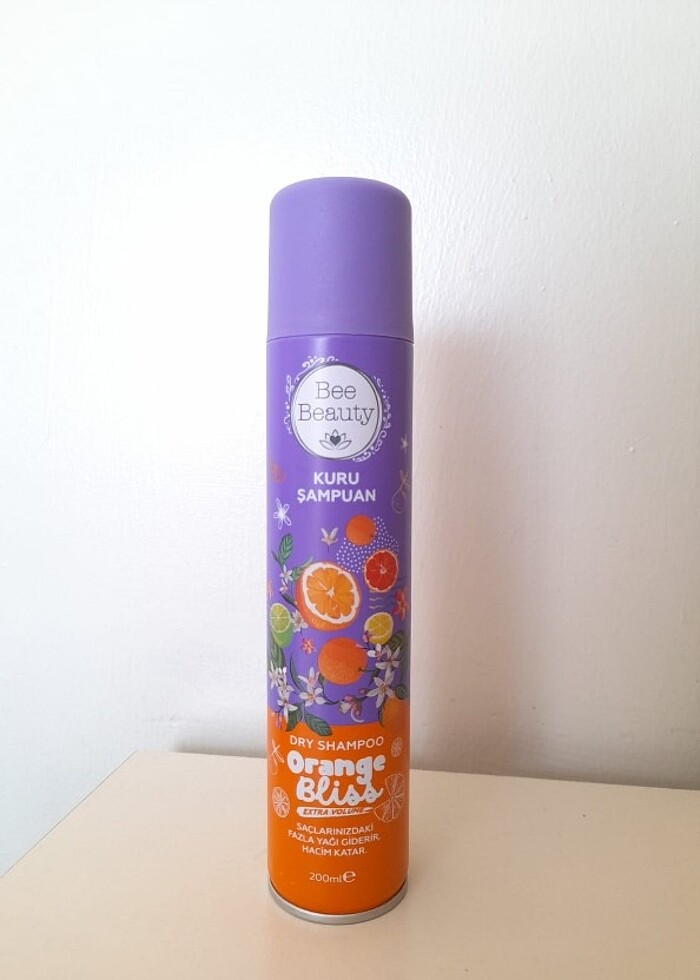 Bee
Beauty
KURU
ŞAMPUAN
DRY SHAMPOO
Orange
Bliss
EXTRA VOLUME
SAÇLARINIZDAKİ
FAZLA YAĞI GİDERİR,
HACİM KATAR.
200ml℮